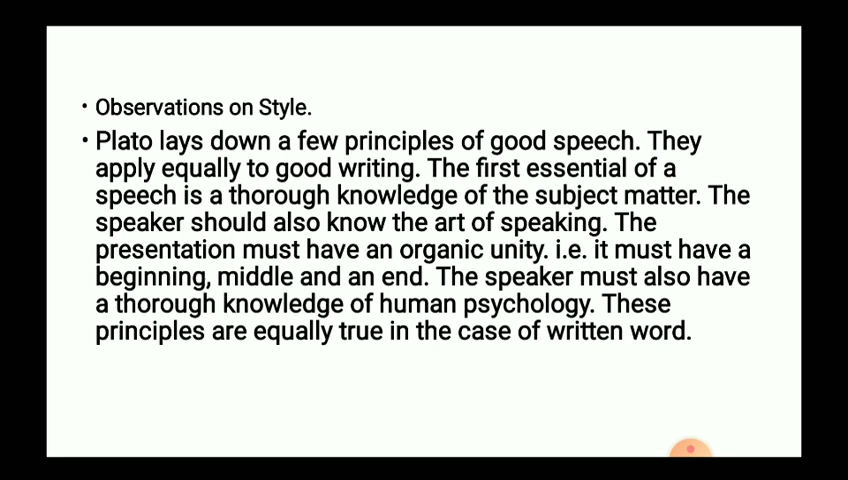 • Observations on Style.
• Plato lays down a few principles of good speech. They
apply equally to good writing. The first essential of a
speech is a thorough knowledge of the subject matter. The
speaker should also know the art of speaking. The
presentation must have an organic unity. i.e. it must have a
beginning, middle and an end. The speaker must also have
a thorough knowledge of human psychology. These
principles are equally true in the case of written word.